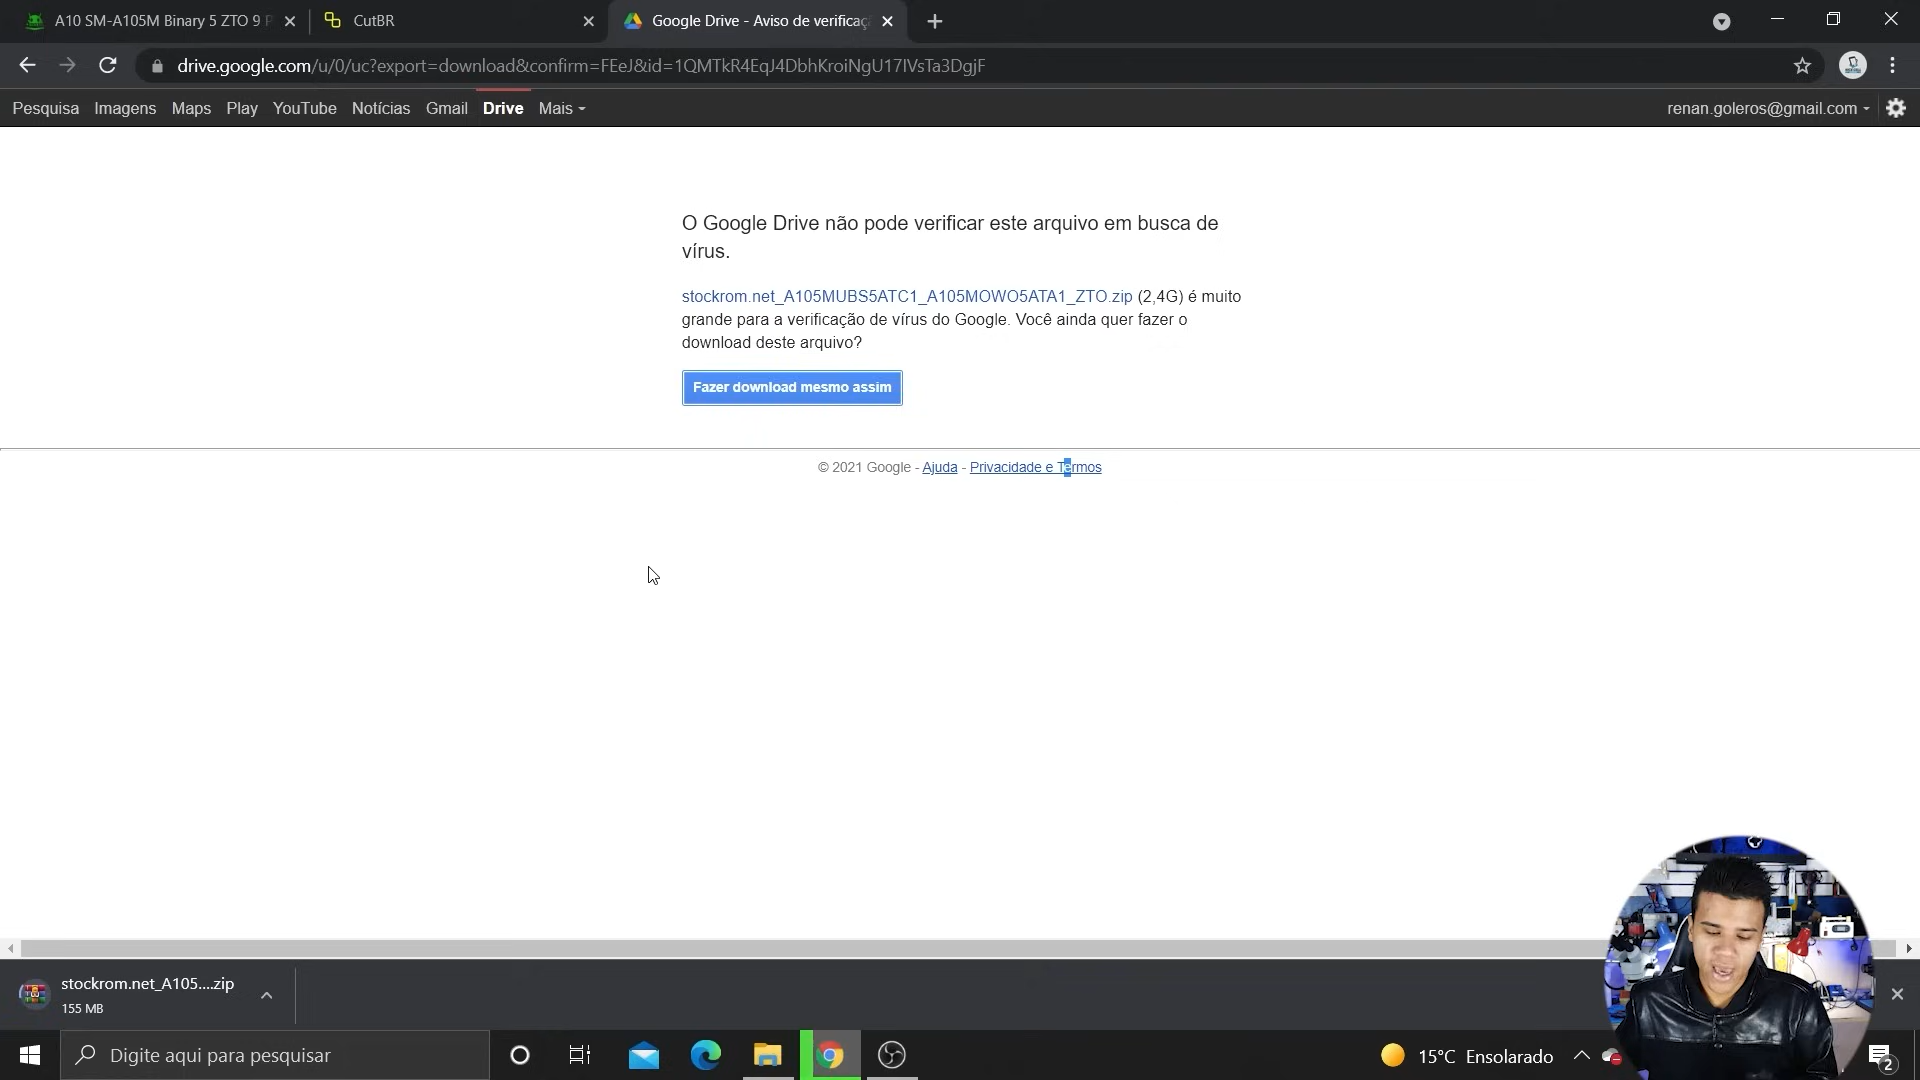 A10 SM-A105M Binary 5 ZTO 9 P
CutBR
Google Drive - Aviso de verificaç
drive.google.com/u/0/uc?export=download&confirm=FEeJ&id=1QMTkR4EqJ4DbhKroiNgU17IVsTa3DgjF
Pesquisa Imagens Maps Play YouTube Notícias Gmail Drive Mais
renan.goleros@gmail.com
O Google Drive não pode verificar este arquivo em busca de
vírus.
stockrom.net_A105MUBS5ATC1_A105MOWO5ATA1_ZTO.zip (2,4G) é muito
grande para a verificação de vírus do Google. Você ainda quer fazer o
download deste arquivo?
Fazer download mesmo assim
© 2021 Google - Ajuda - Privacidade e Termos
stockrom.net_A105....zip
155 MB
Digite aqui para pesquisar
15°C Ensolarado
2